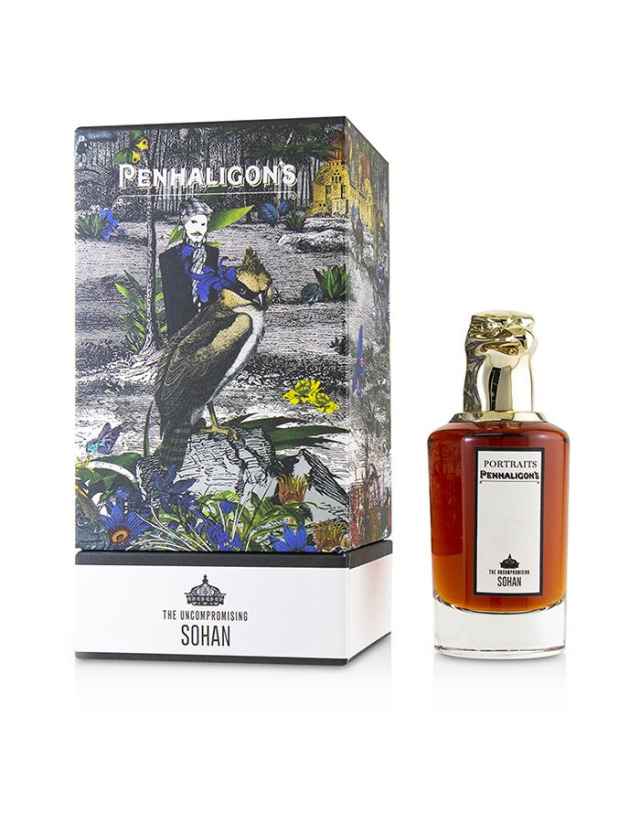 PENHALIGON'S
THE UNCOMPROMISING
SOHAN
PORTRAITS
PENHALIGON'S
THE UNCOMPROMISING
SOHAN